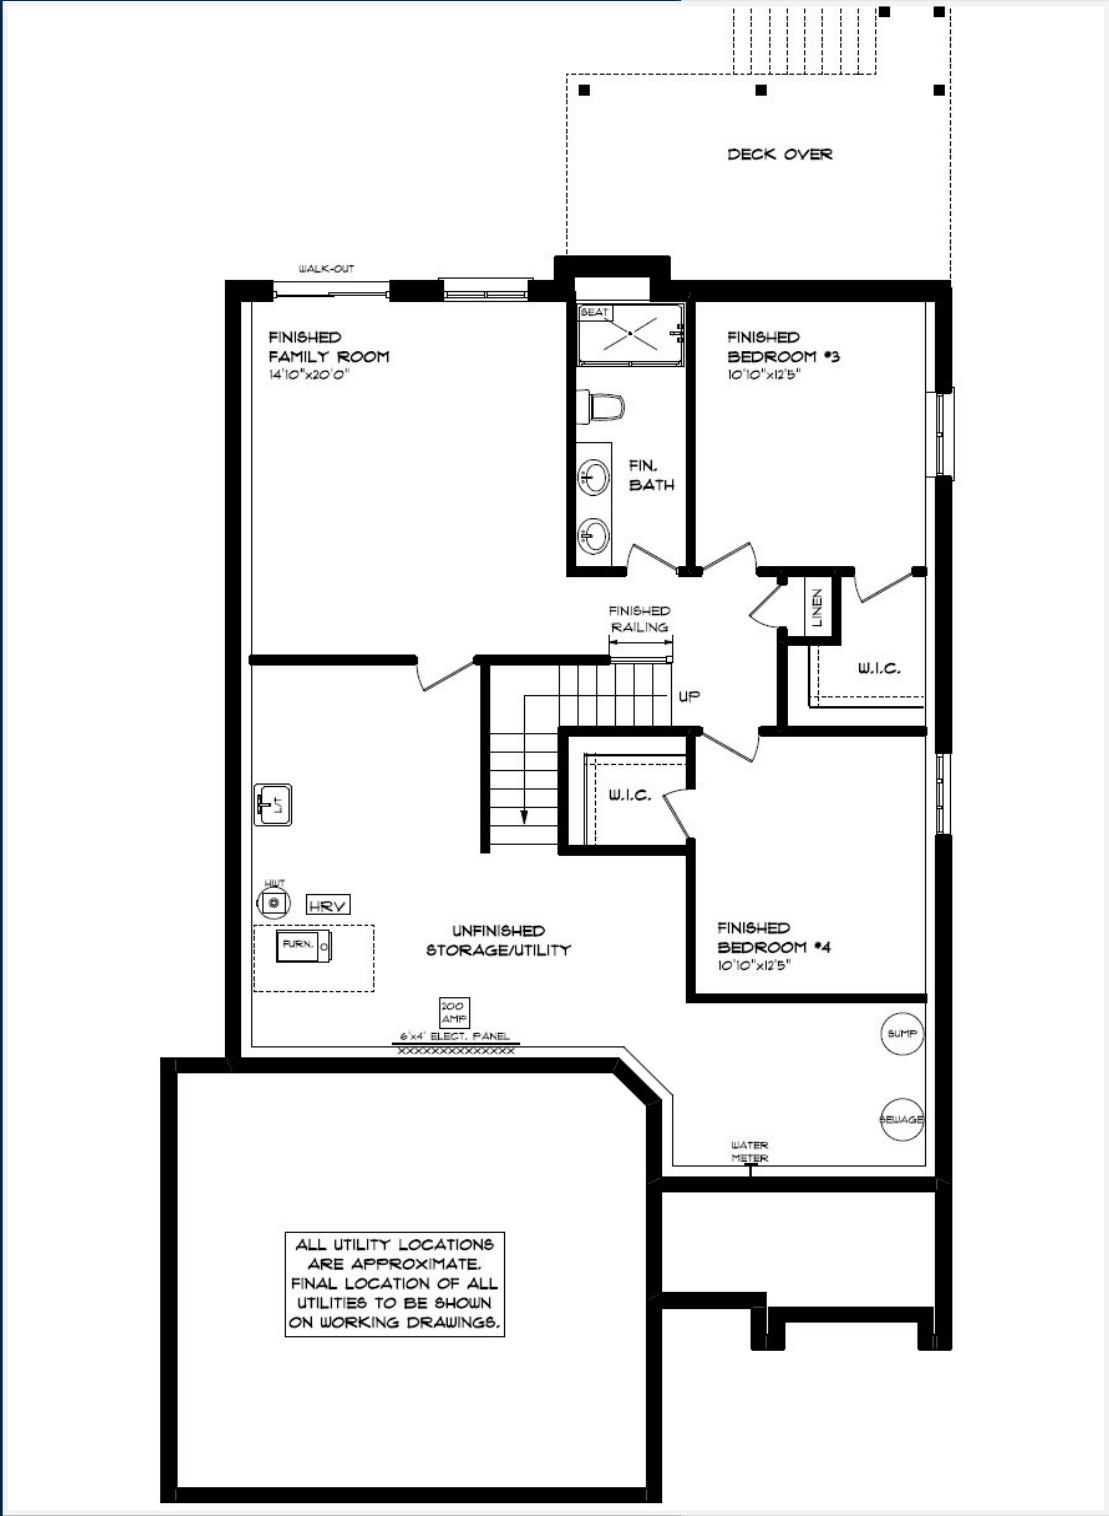 DECK OVER
WALK-OUT
FINISHED
FAMILY ROOM
14'10"x20'0"
SEAT
FINISHED
BEDROOM #3
10'10"x12'5"
FIN.
BATH
FINISHED
RAILING
LINEN
W.I.C.
UP
W.I.C.
L/T
HWT
HRV
FURN.
UNFINISHED
STORAGE/UTILITY
FINISHED
BEDROOM #4
10'10"x12'5"
200
AMP
6'x4' ELECT. PANEL
SUMP
SEWAGE
WATER
METER
ALL UTILITY LOCATIONS
ARE APPROXIMATE.
FINAL LOCATION OF ALL
UTILITIES TO BE SHOWN
ON WORKING DRAWINGS.